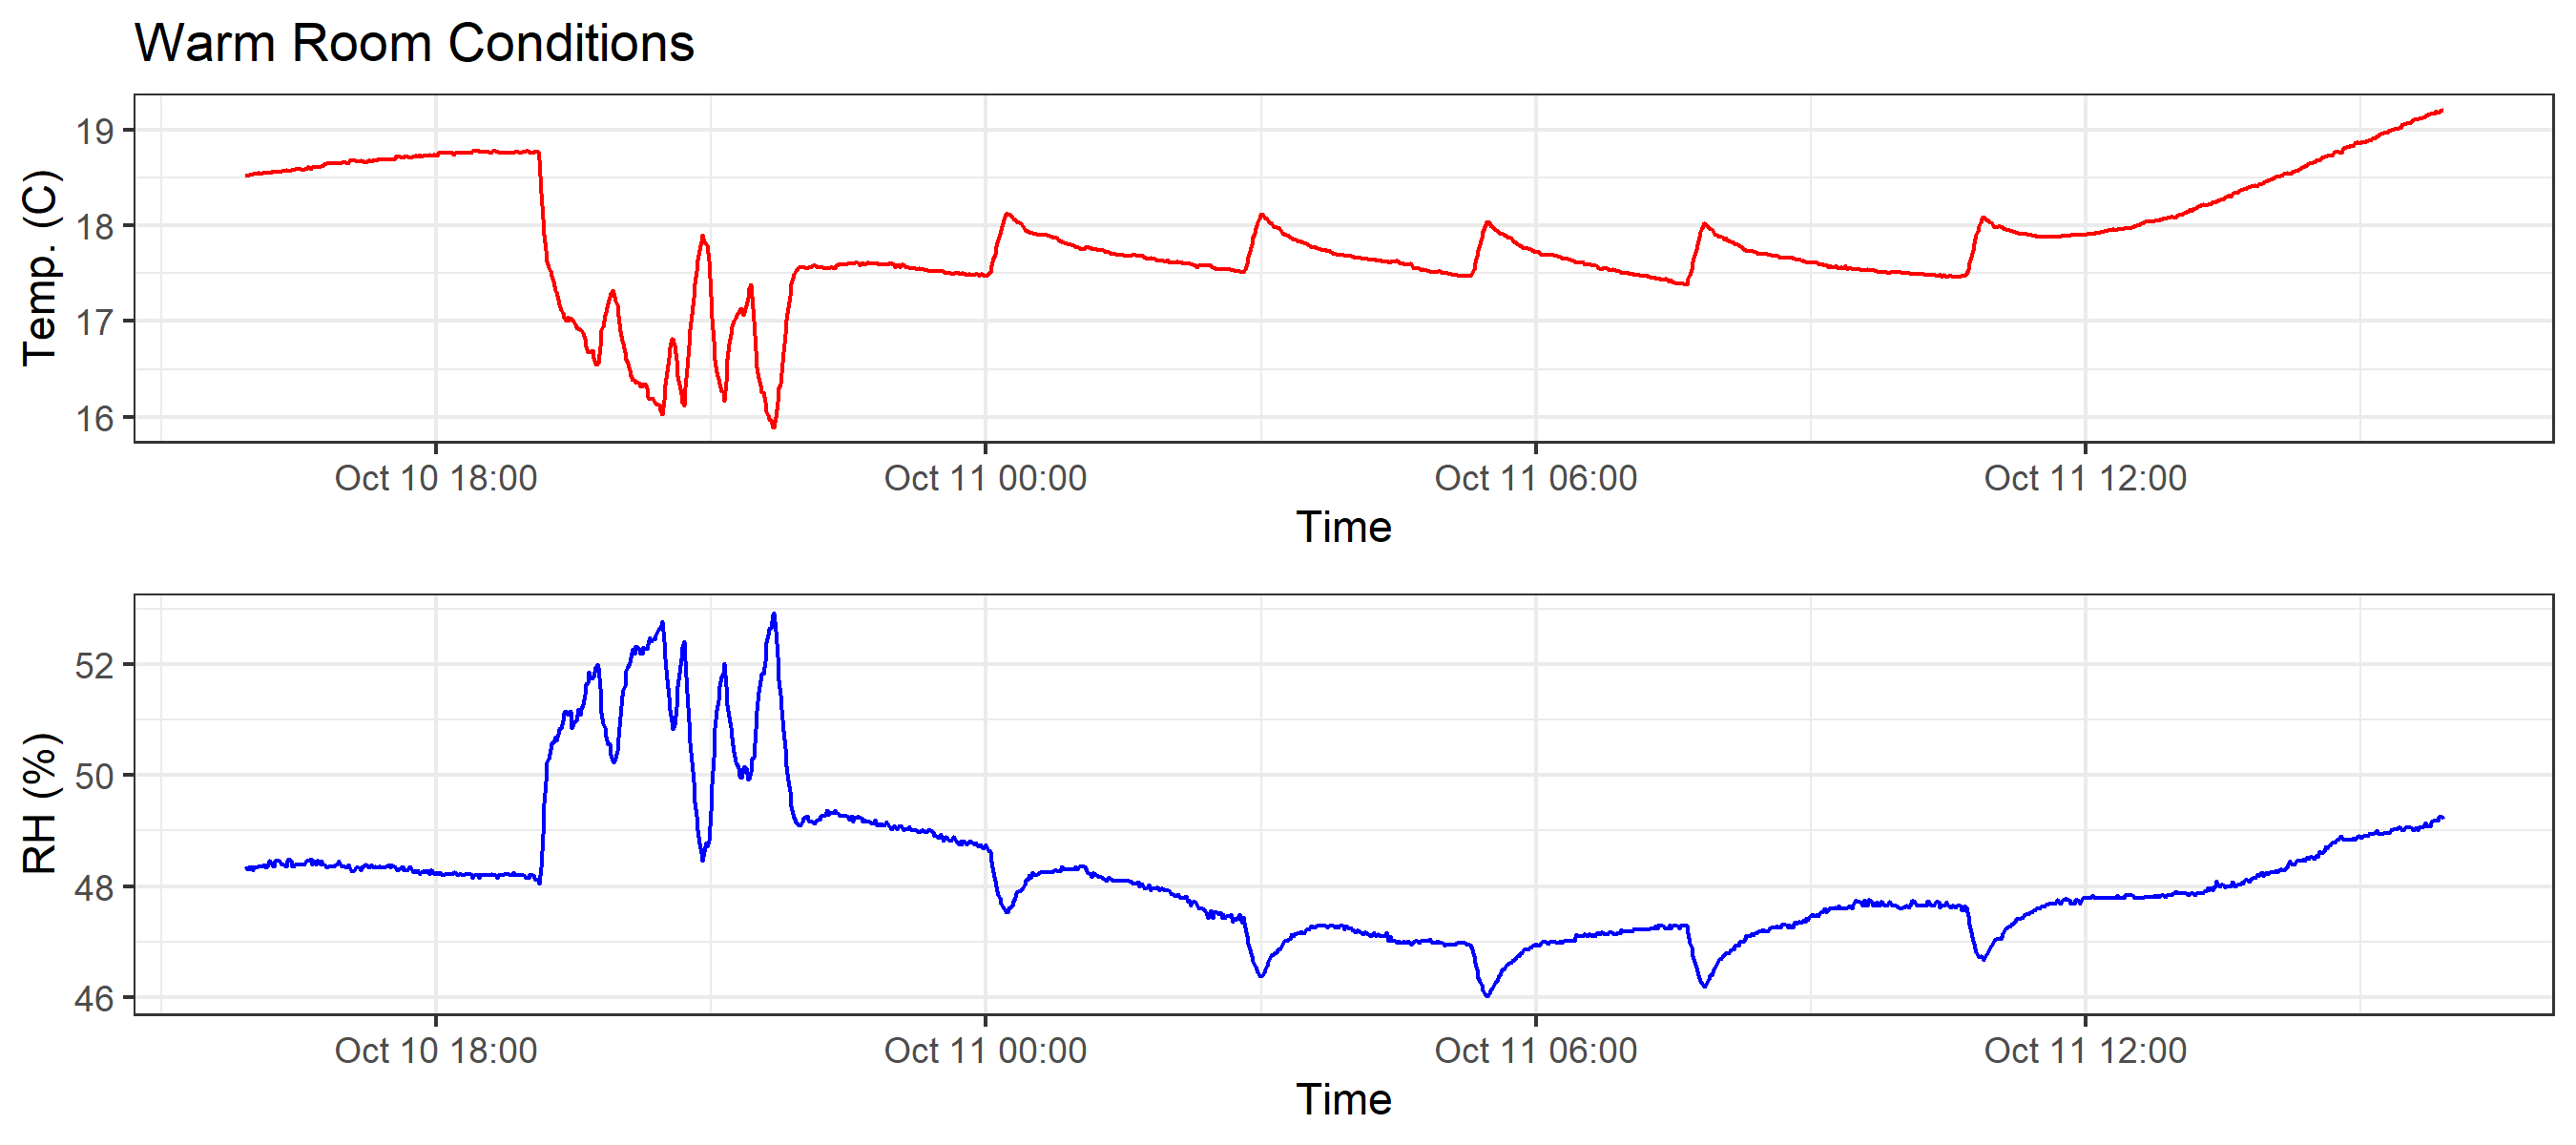 Warm Room Conditions
Temp. (C)
19
18
17
16
Oct 10 18:00 Oct 11 00:00 Oct 11 06:00 Oct 11 12:00
Time
RH (%)
52
50
48
46
Oct 10 18:00 Oct 11 00:00 Oct 11 06:00 Oct 11 12:00
Time